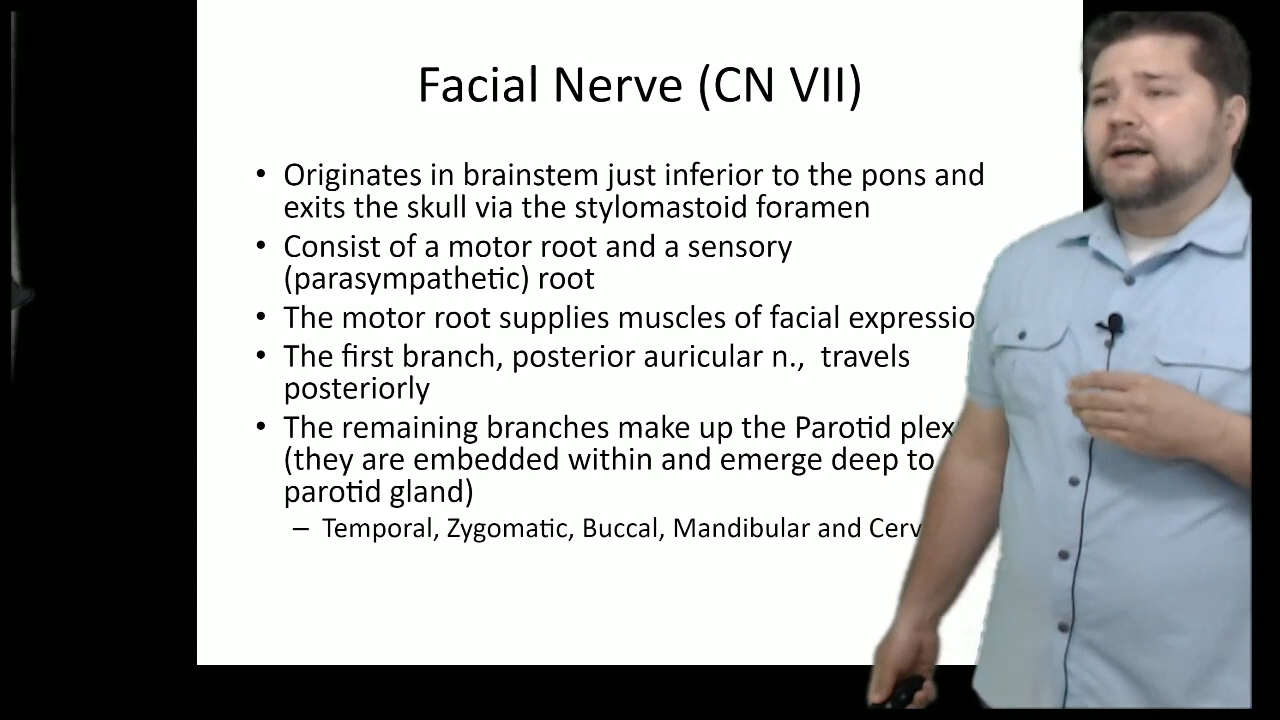 Facial Nerve (CN VII)
• Originates in brainstem just inferior to the pons and
exits the skull via the stylomastoid foramen
• Consist of a motor root and a sensory
(parasympathetic) root
• The motor root supplies muscles of facial expressio
• The first branch, posterior auricular n., travels
posteriorly
• The remaining branches make up the Parotid plex
(they are embedded within and emerge deep to
parotid gland)
– Temporal, Zygomatic, Buccal, Mandibular and Cerv